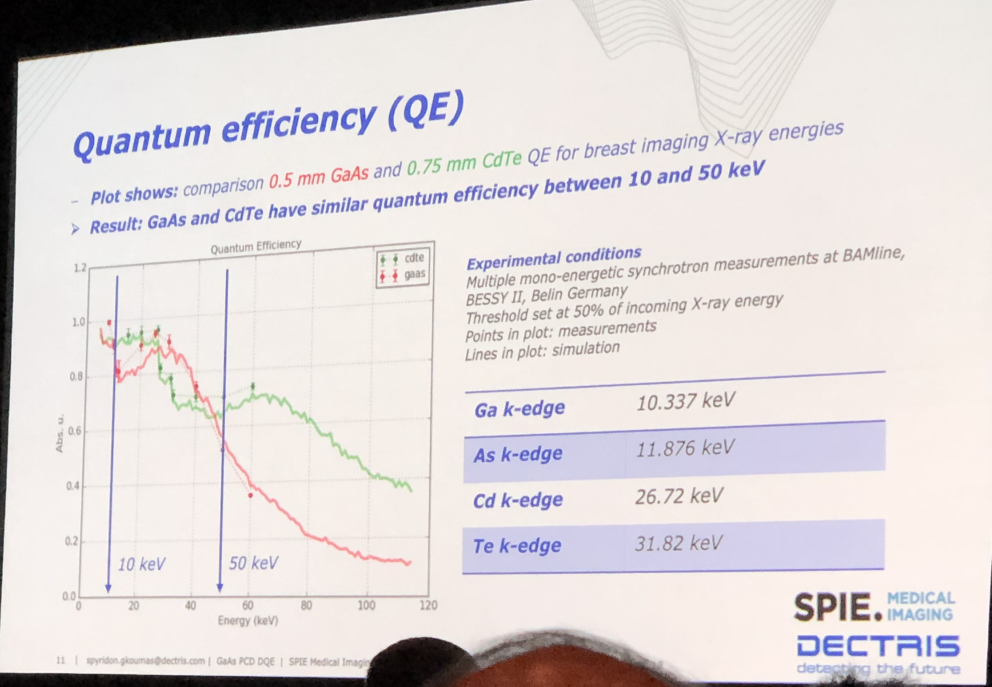 Quantum efficiency (QE)
– Plot shows: comparison 0.5 mm GaAs and 0.75 mm CdTe QE for breast imaging X-ray energies
➢ Result: GaAs and CdTe have similar quantum efficiency between 10 and 50 keV
Quantum Efficiency
cdte
gaas
1.2
1.0
0.8
0.6
0.4
0.2
0.0
Abs. u.
10 keV
50 keV
0 20 40 60 80 100 120
Energy (keV)
Experimental conditions
Multiple mono-energetic synchrotron measurements at BAMline,
BESSY II, Belin Germany
Threshold set at 50% of incoming X-ray energy
Points in plot: measurements
Lines in plot: simulation
Ga k-edge 10.337 keV
As k-edge 11.876 keV
Cd k-edge 26.72 keV
Te k-edge 31.82 keV
SPIE. MEDICAL
IMAGING
DECTRIS
detecting the future
11 | spyridon.gkoumas@dectris.com | GaAs PCD DQE | SPIE Medical